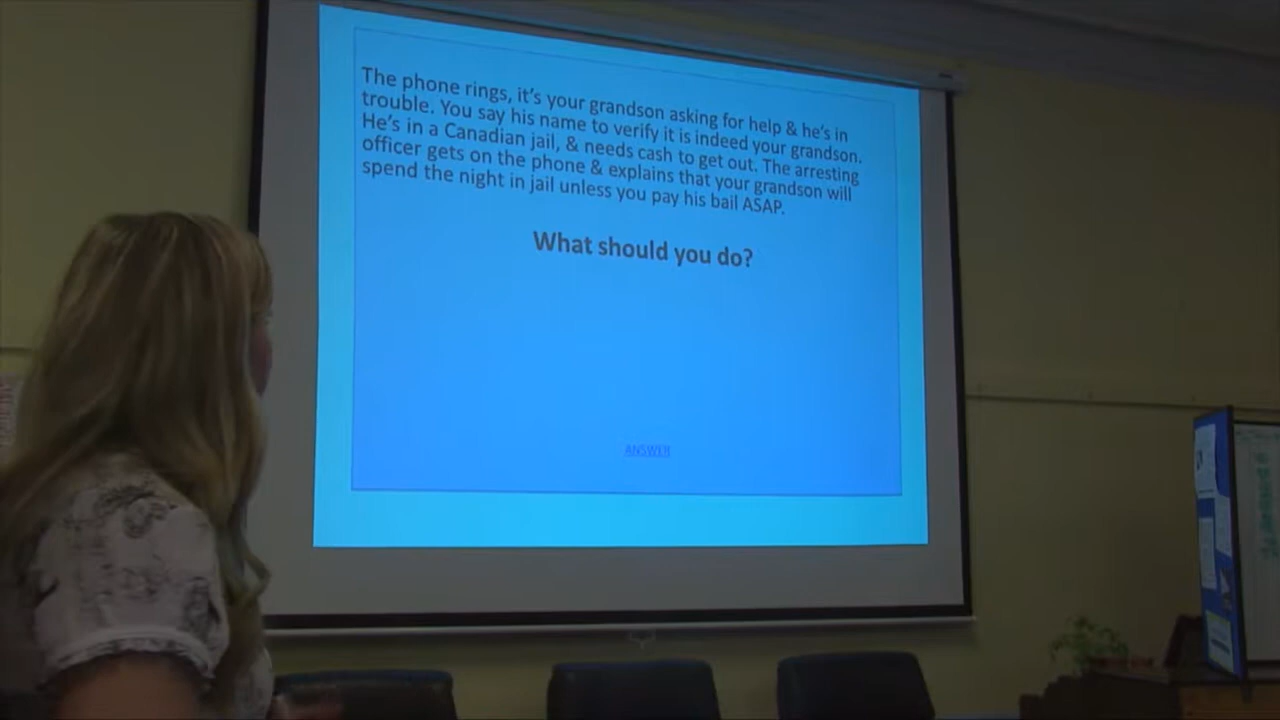 The phone rings, it's your grandson asking for help & he's in
trouble. You say his name to verify it is indeed your grandson.
He's in a Canadian jail, & needs cash to get out. The arresting
officer gets on the phone & explains that your grandson will
spend the night in jail unless you pay his bail ASAP.
What should you do?
ANSWER